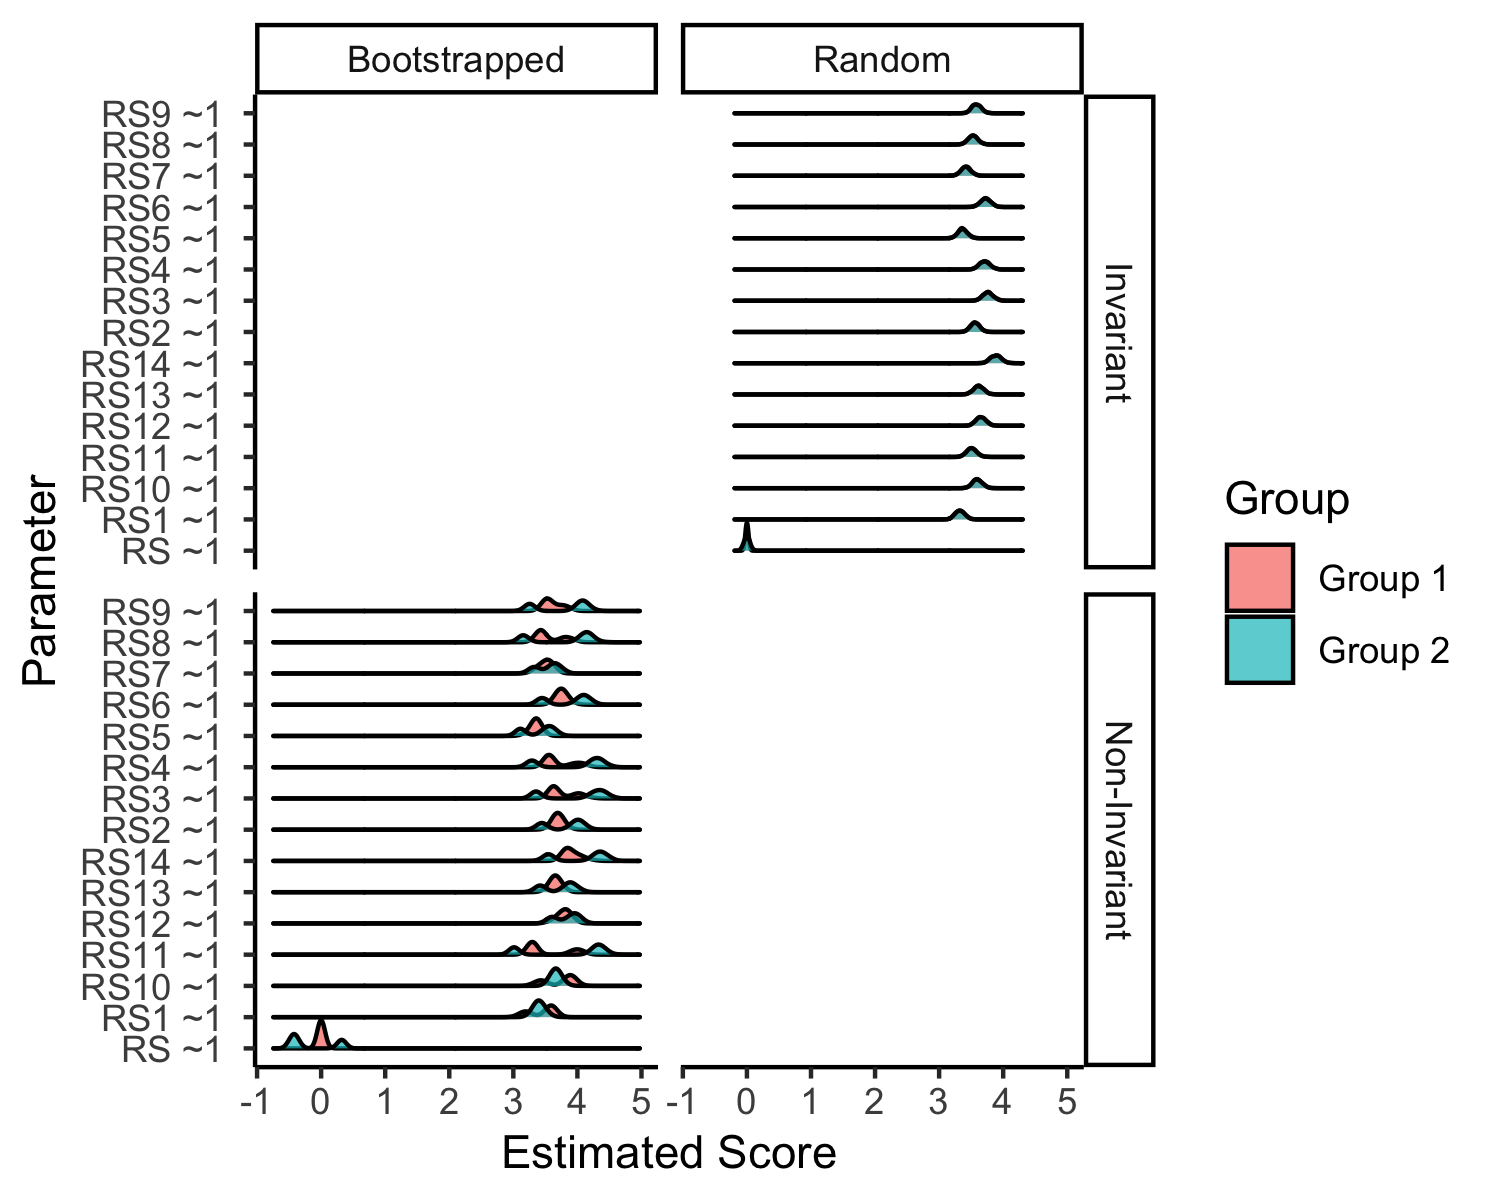 Bootstrapped
Random
RS9 ~1
RS8 ~1
RS7 ~1
RS6 ~1
RS5 ~1
RS4 ~1
RS3 ~1
RS2 ~1
RS14 ~1
RS13 ~1
RS12 ~1
RS11 ~1
RS10 ~1
RS1 ~1
RS ~1
Invariant
RS9 ~1
RS8 ~1
RS7 ~1
RS6 ~1
RS5 ~1
RS4 ~1
RS3 ~1
RS2 ~1
RS14 ~1
RS13 ~1
RS12 ~1
RS11 ~1
RS10 ~1
RS1 ~1
RS ~1
Non-Invariant
Parameter
-1 0 1 2 3 4 5
-1 0 1 2 3 4 5
Estimated Score
Group
Group 1
Group 2